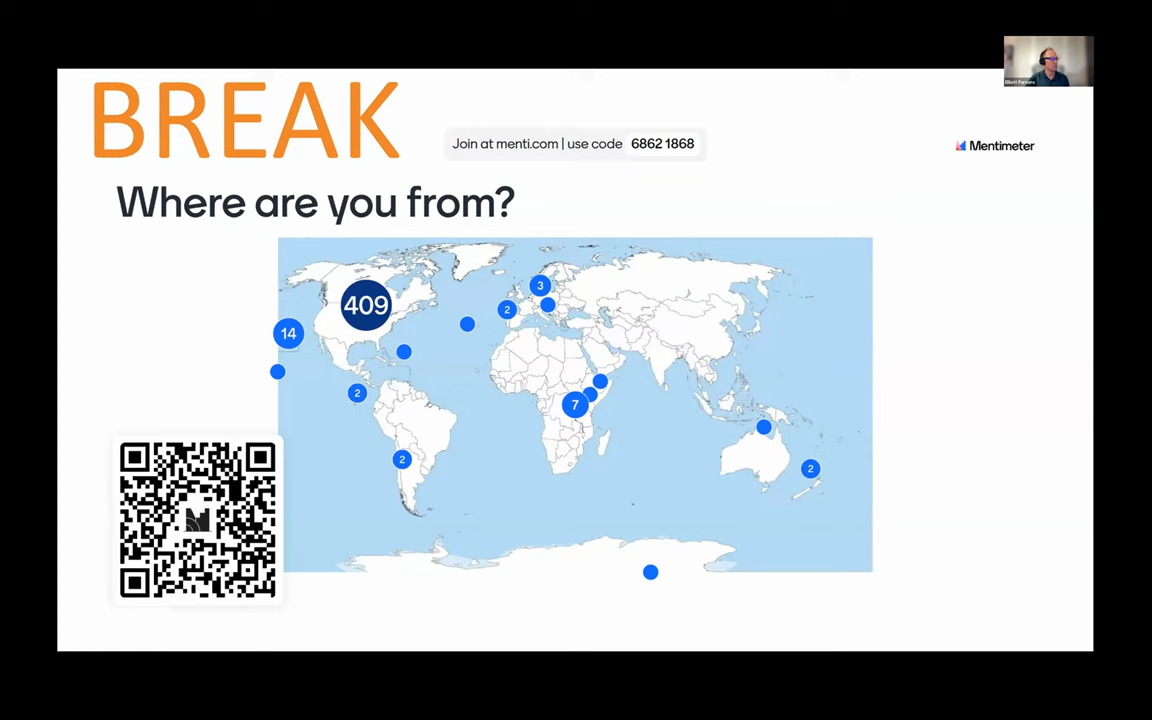 BREAK
Join at menti.com | use code 6862 1868
Mentimeter
Where are you from?
3
409
2
14
2
7
2
2